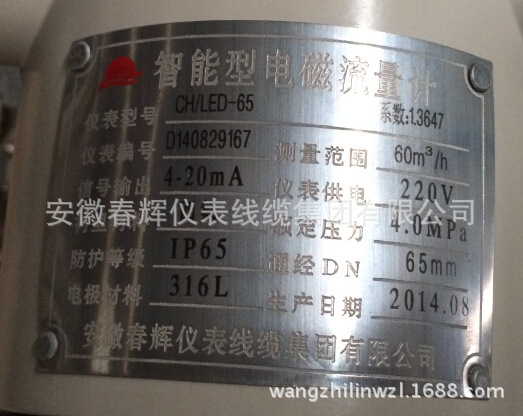 智能型电磁流量计
仪表型号 CH/LED-65 系数:1.3647
仪表编号 D140829167 测量范围 60m³/h
信号输出 4-20mA 仪表供电 220V
安徽春辉仪表线缆集团有限公司
额定压力 4.0MPa
防护等级 IP65 通经DN 65mm
电极材料 316L 生产日期 2014.08
安徽春辉仪表线缆集团有限公司
wangzhilinwzl.1688.com